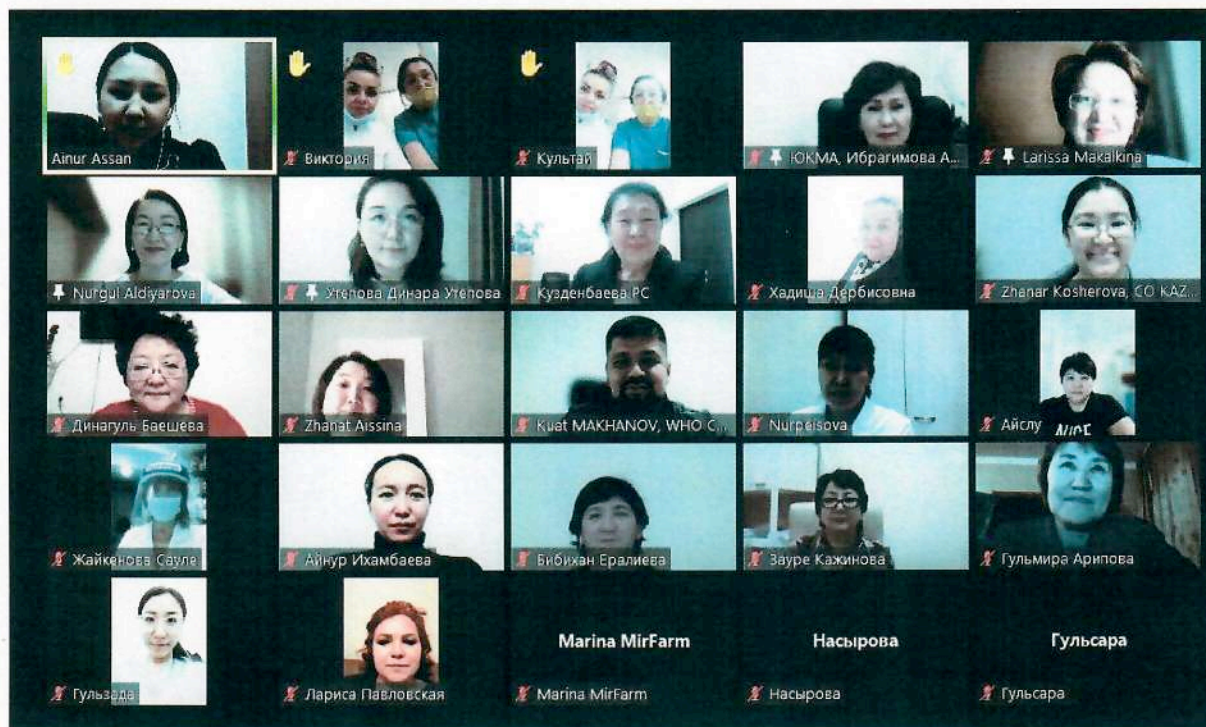 Ainur Assan
Виктория
Культай
ЮКМА, Ибрагимова А...
Larissa Makalkina
Nurgul Aldiyarova
Утепова Динара Утепова
Кузденбаева РС
Хадиша Дербисовна
Zhanar Kosherova, CO KAZ...
Динагуль Баешева
Zhanat Aissina
Kuat MAKHANOV, WHO C...
Nurpeisova
Айслу
Жайкенова Сауле
Айнур Ихамбаева
Бибихан Ералиева
Зауре Кажинова
Гульмира Арипова
Гульзада
Лариса Павловская
Marina MirFarm
Marina MirFarm
Насырова
Насырова
Гульсара
Гульсара